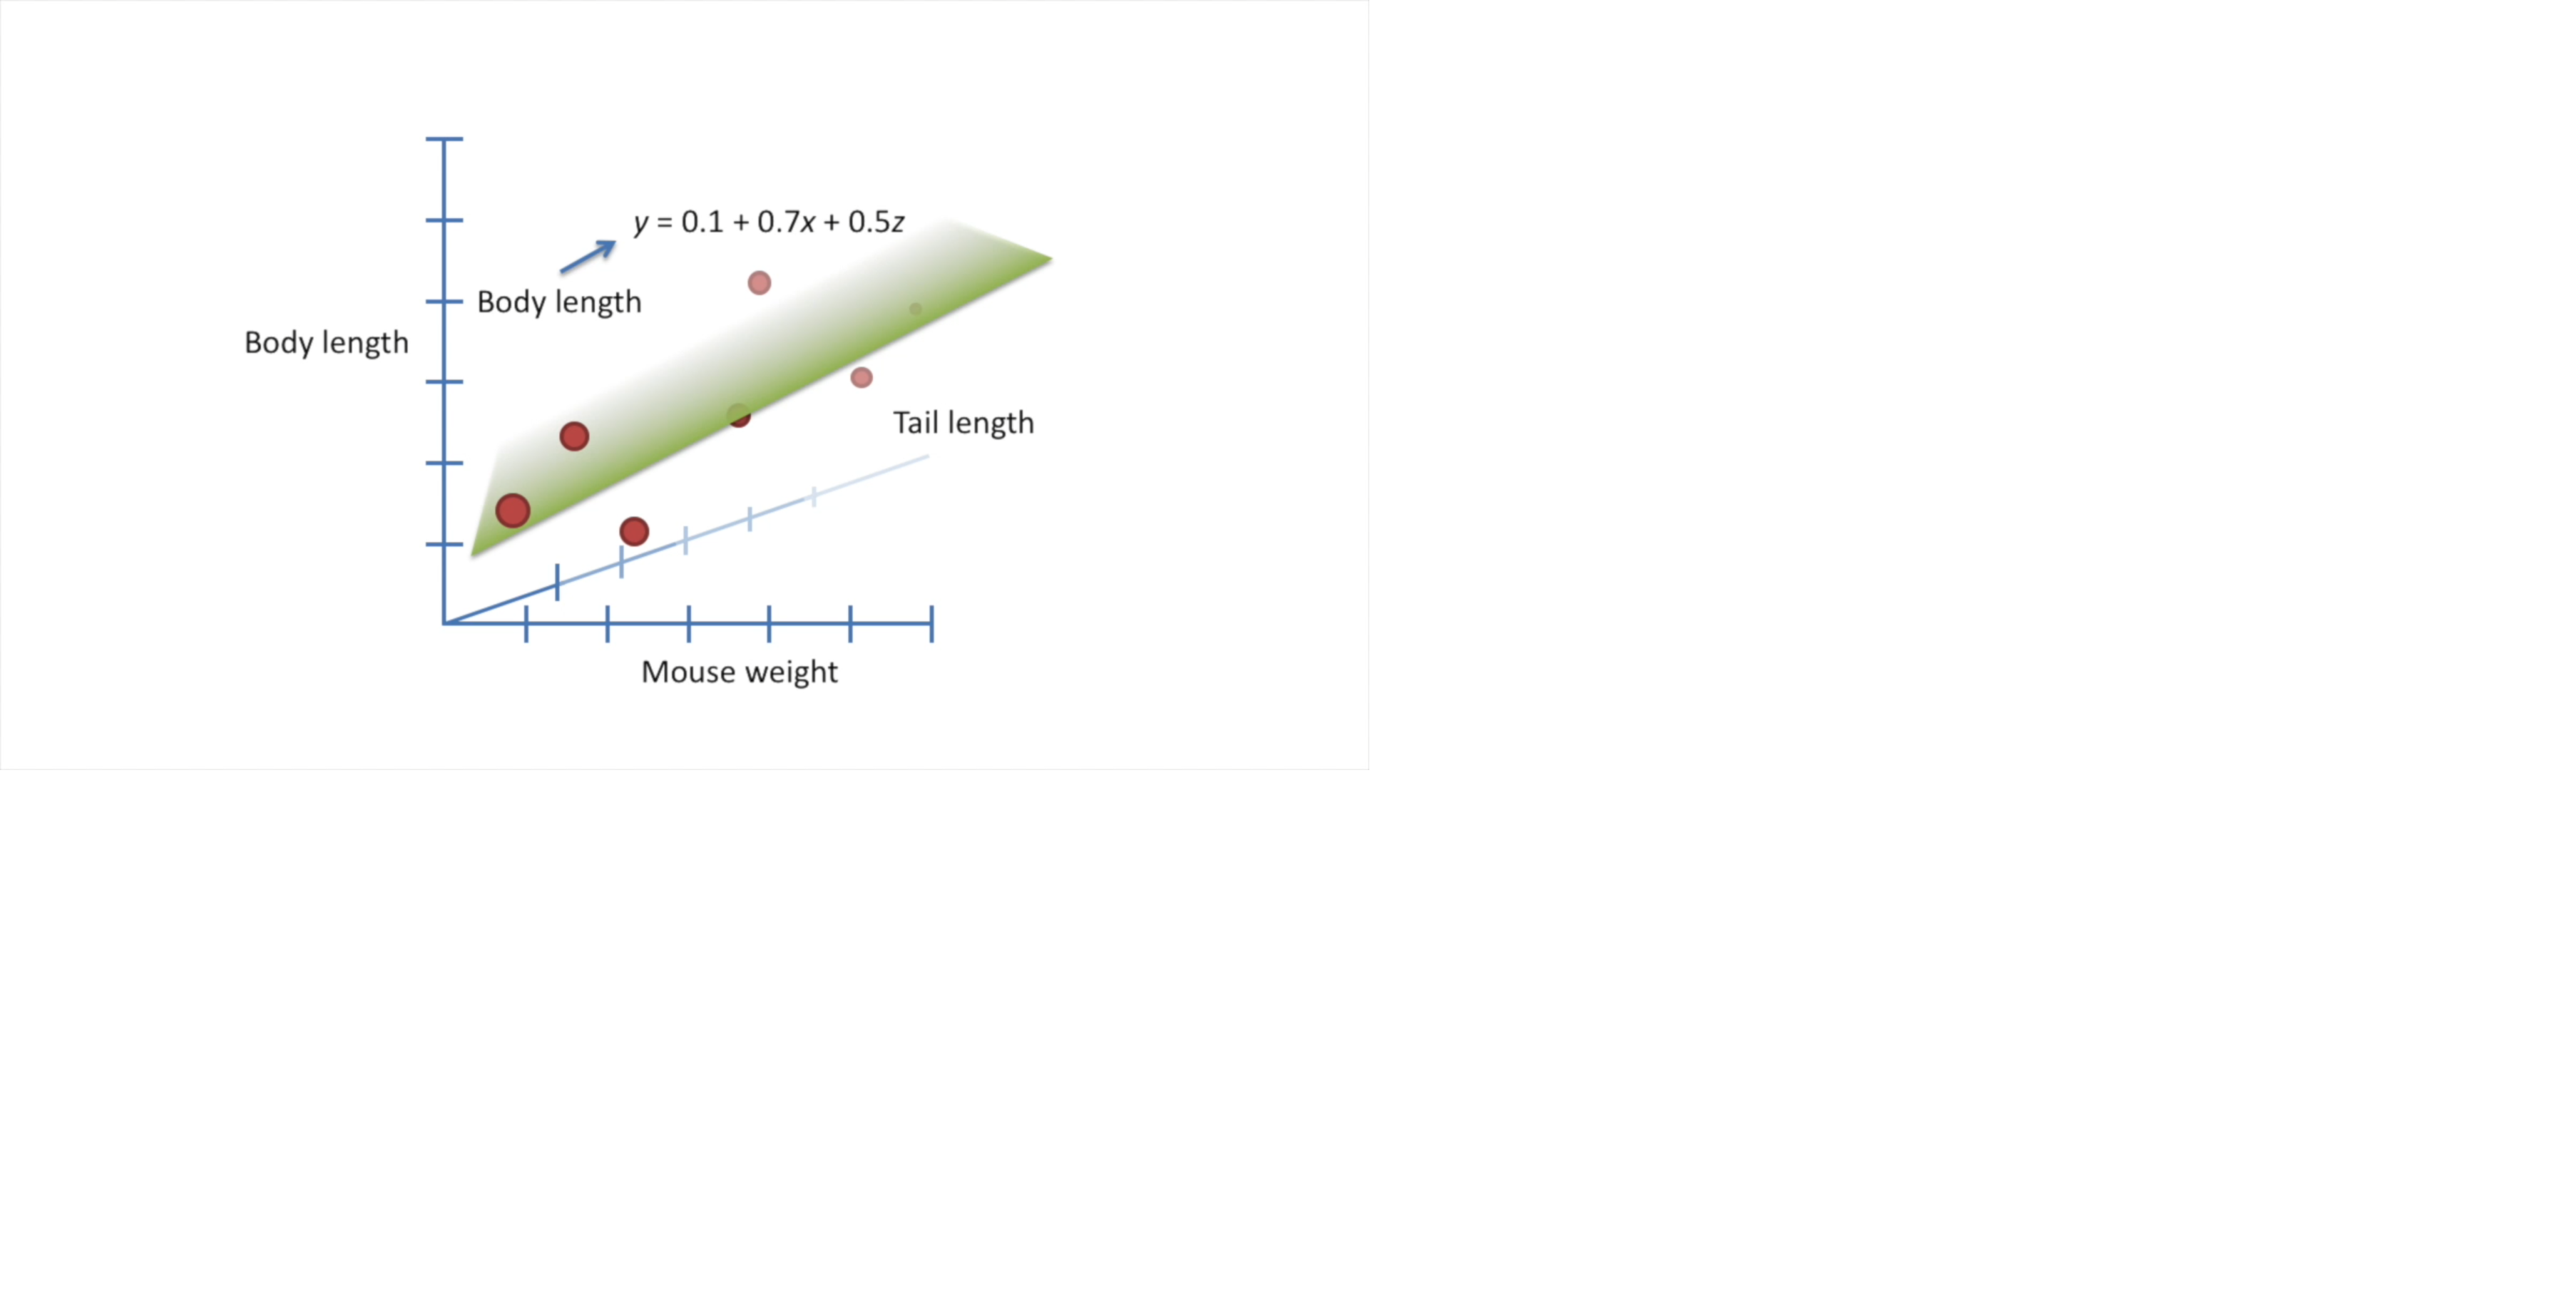 y = 0.1 + 0.7x + 0.5z
Body length
Body length
Tail length
Mouse weight